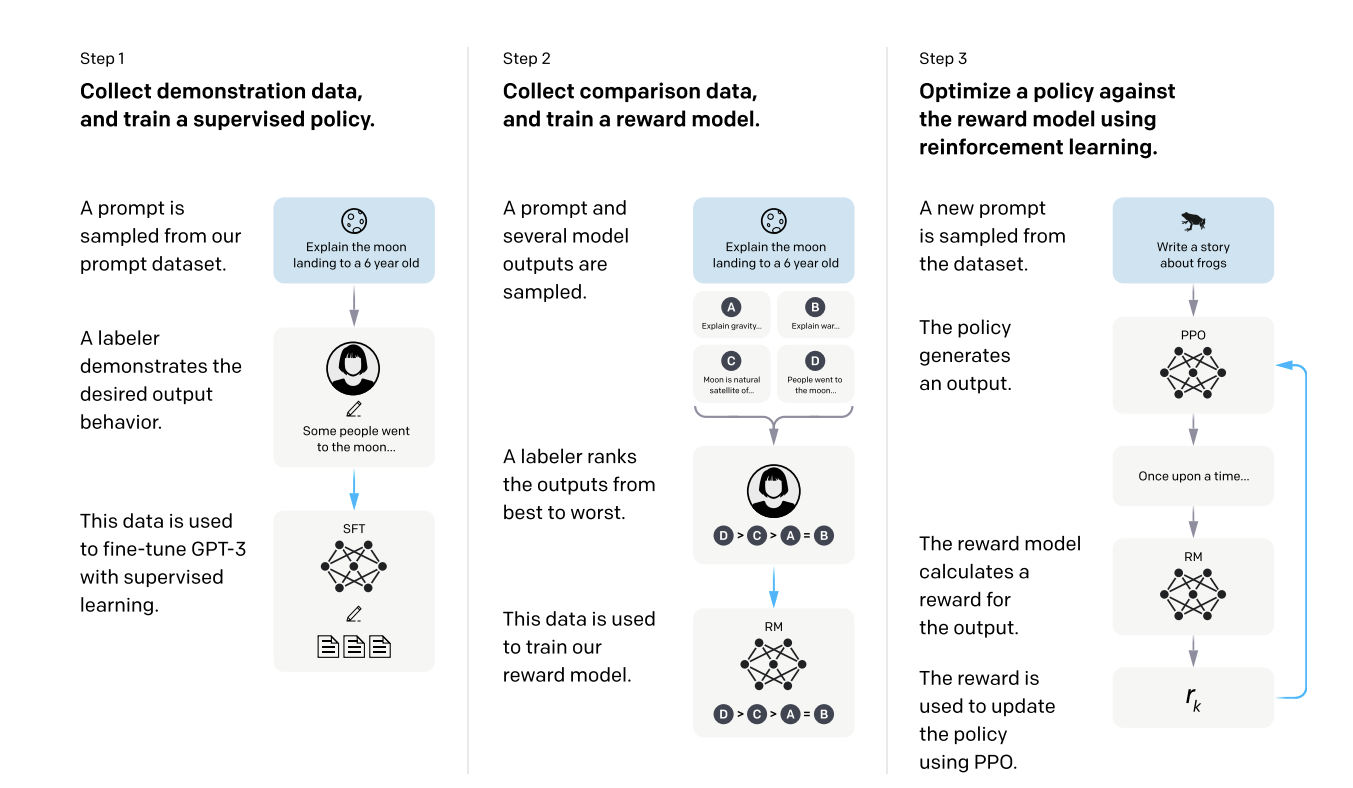 Step 1
Collect demonstration data,
and train a supervised policy.
A prompt is
sampled from our
prompt dataset.
Explain the moon
landing to a 6 year old
A labeler
demonstrates the
desired output
behavior.
Some people went
to the moon...
This data is used
to fine-tune GPT-3
with supervised
learning.
SFT
Step 2
Collect comparison data,
and train a reward model.
A prompt and
several model
outputs are
sampled.
Explain the moon
landing to a 6 year old
A
Explain gravity...
B
Explain war...
C
Moon is natural
satellite of...
D
People went to
the moon...
A labeler ranks
the outputs from
best to worst.
D > C > A = B
This data is used
to train our
reward model.
RM
D > C > A = B
Step 3
Optimize a policy against
the reward model using
reinforcement learning.
A new prompt
is sampled from
the dataset.
Write a story
about frogs
The policy
generates
an output.
PPO
Once upon a time...
The reward model
calculates a
reward for
the output.
RM
The reward is
used to update
the policy
using PPO.
rk